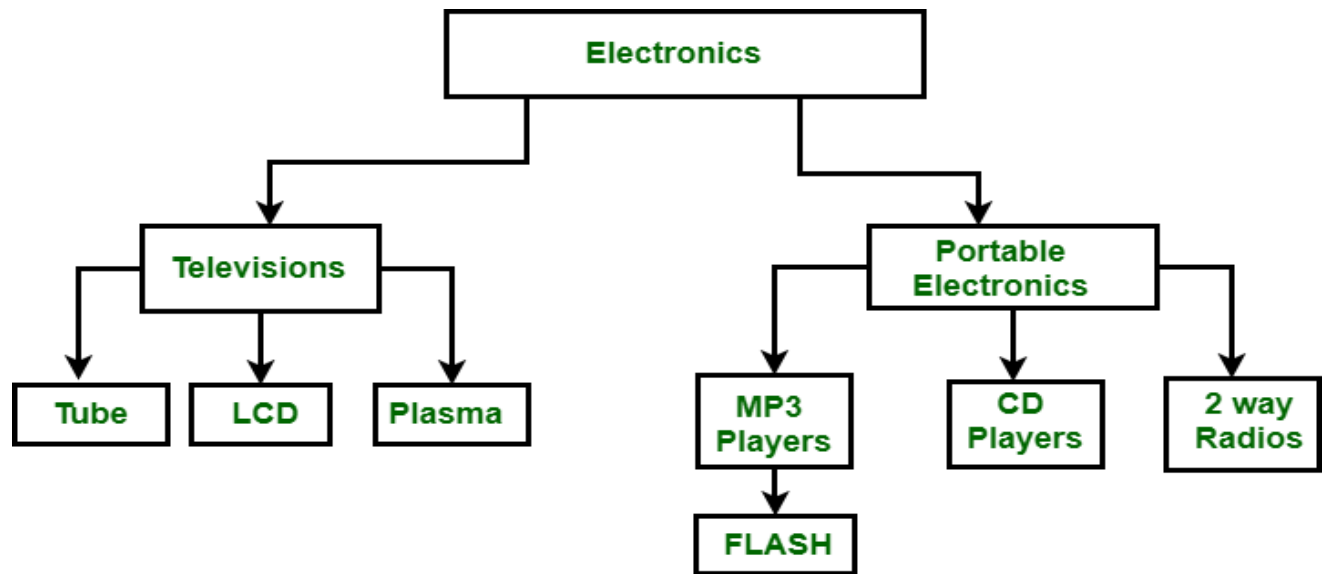 Electronics
Televisions
Portable
Electronics
Tube
LCD
Plasma
MP3
Players
CD
Players
2 way
Radios
FLASH